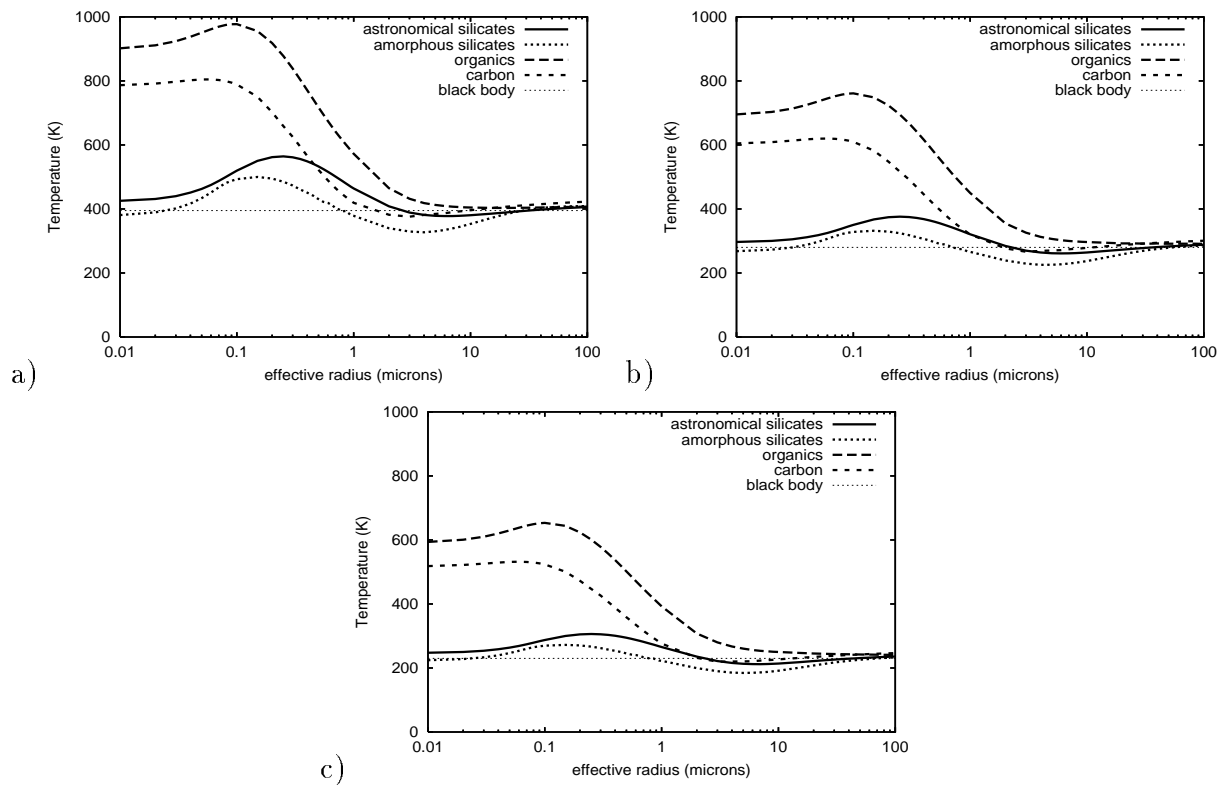 1000
800
600
400
200
0
0.01 0.1 1 10 100
Temperature (K)
effective radius (microns)
astronomical silicates
amorphous silicates
organics
carbon
black body
a)
1000
800
600
400
200
0
0.01 0.1 1 10 100
Temperature (K)
effective radius (microns)
astronomical silicates
amorphous silicates
organics
carbon
black body
b)
1000
800
600
400
200
0
0.01 0.1 1 10 100
Temperature (K)
effective radius (microns)
astronomical silicates
amorphous silicates
organics
carbon
black body
c)